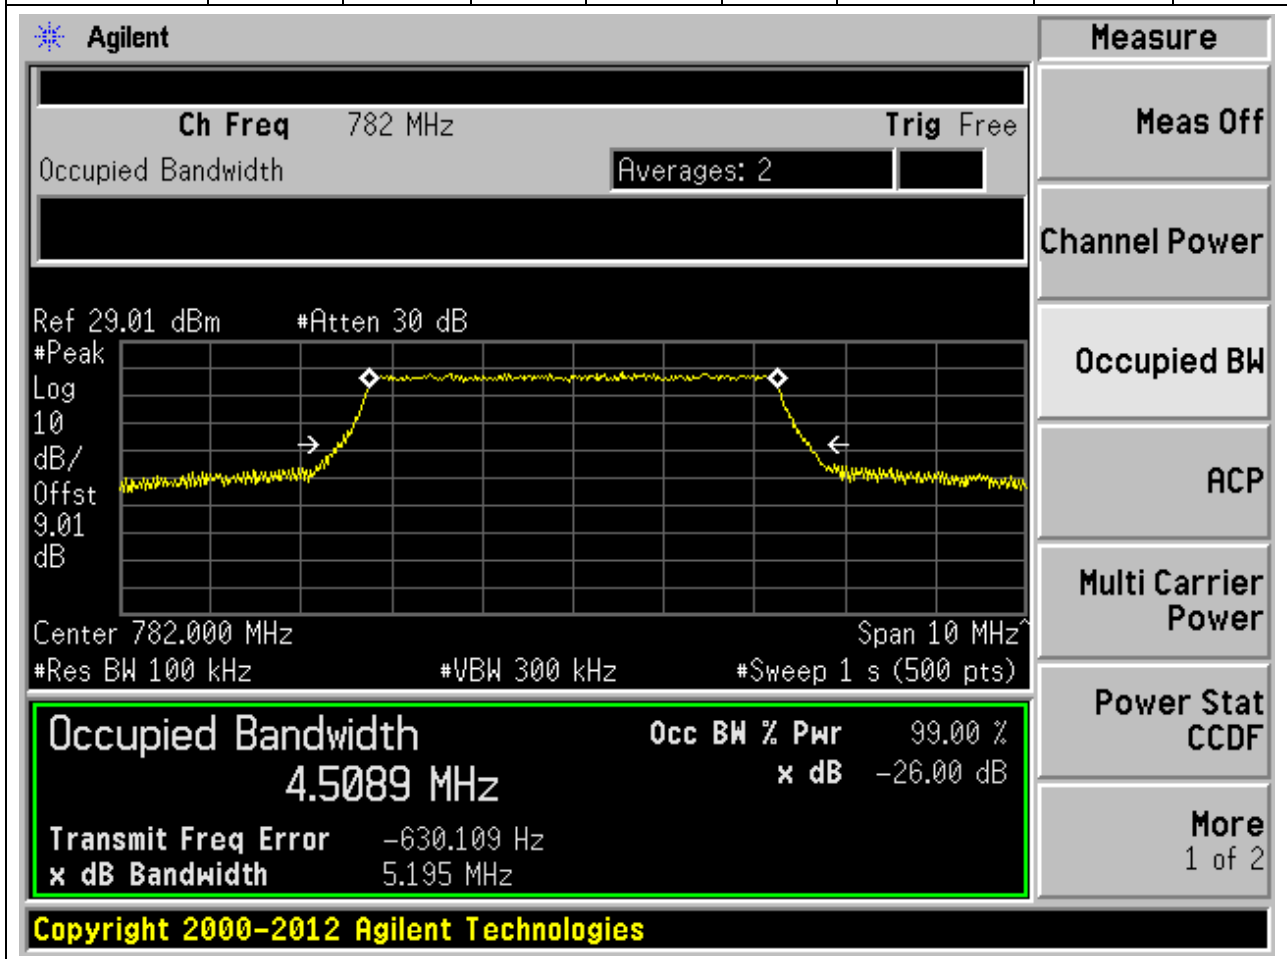 Agilent
Measure
Ch Freq 782 MHz Trig Free
Occupied Bandwidth Averages: 2
Meas Off
Channel Power
Occupied BW
ACP
Multi Carrier
Power
Power Stat
CCDF
More
1 of 2
Ref 29.01 dBm #Atten 30 dB
#Peak
Log
10
dB/
Offst
9.01
dB
Center 782.000 MHz Span 10 MHz^
#Res BW 100 kHz #VBW 300 kHz #Sweep 1 s (500 pts)
Occupied Bandwidth Occ BW % Pwr 99.00 %
4.5089 MHz x dB -26.00 dB
Transmit Freq Error -630.109 Hz
x dB Bandwidth 5.195 MHz
Copyright 2000-2012 Agilent Technologies